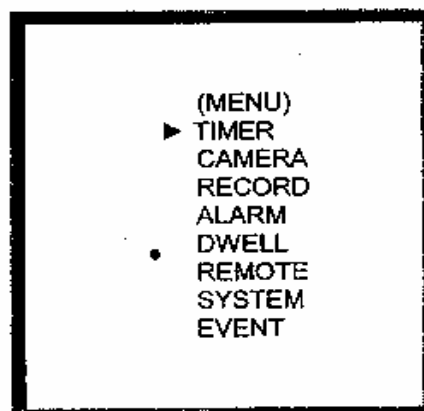 (MENU)
► TIMER
CAMERA
RECORD
ALARM
DWELL
REMOTE
SYSTEM
EVENT